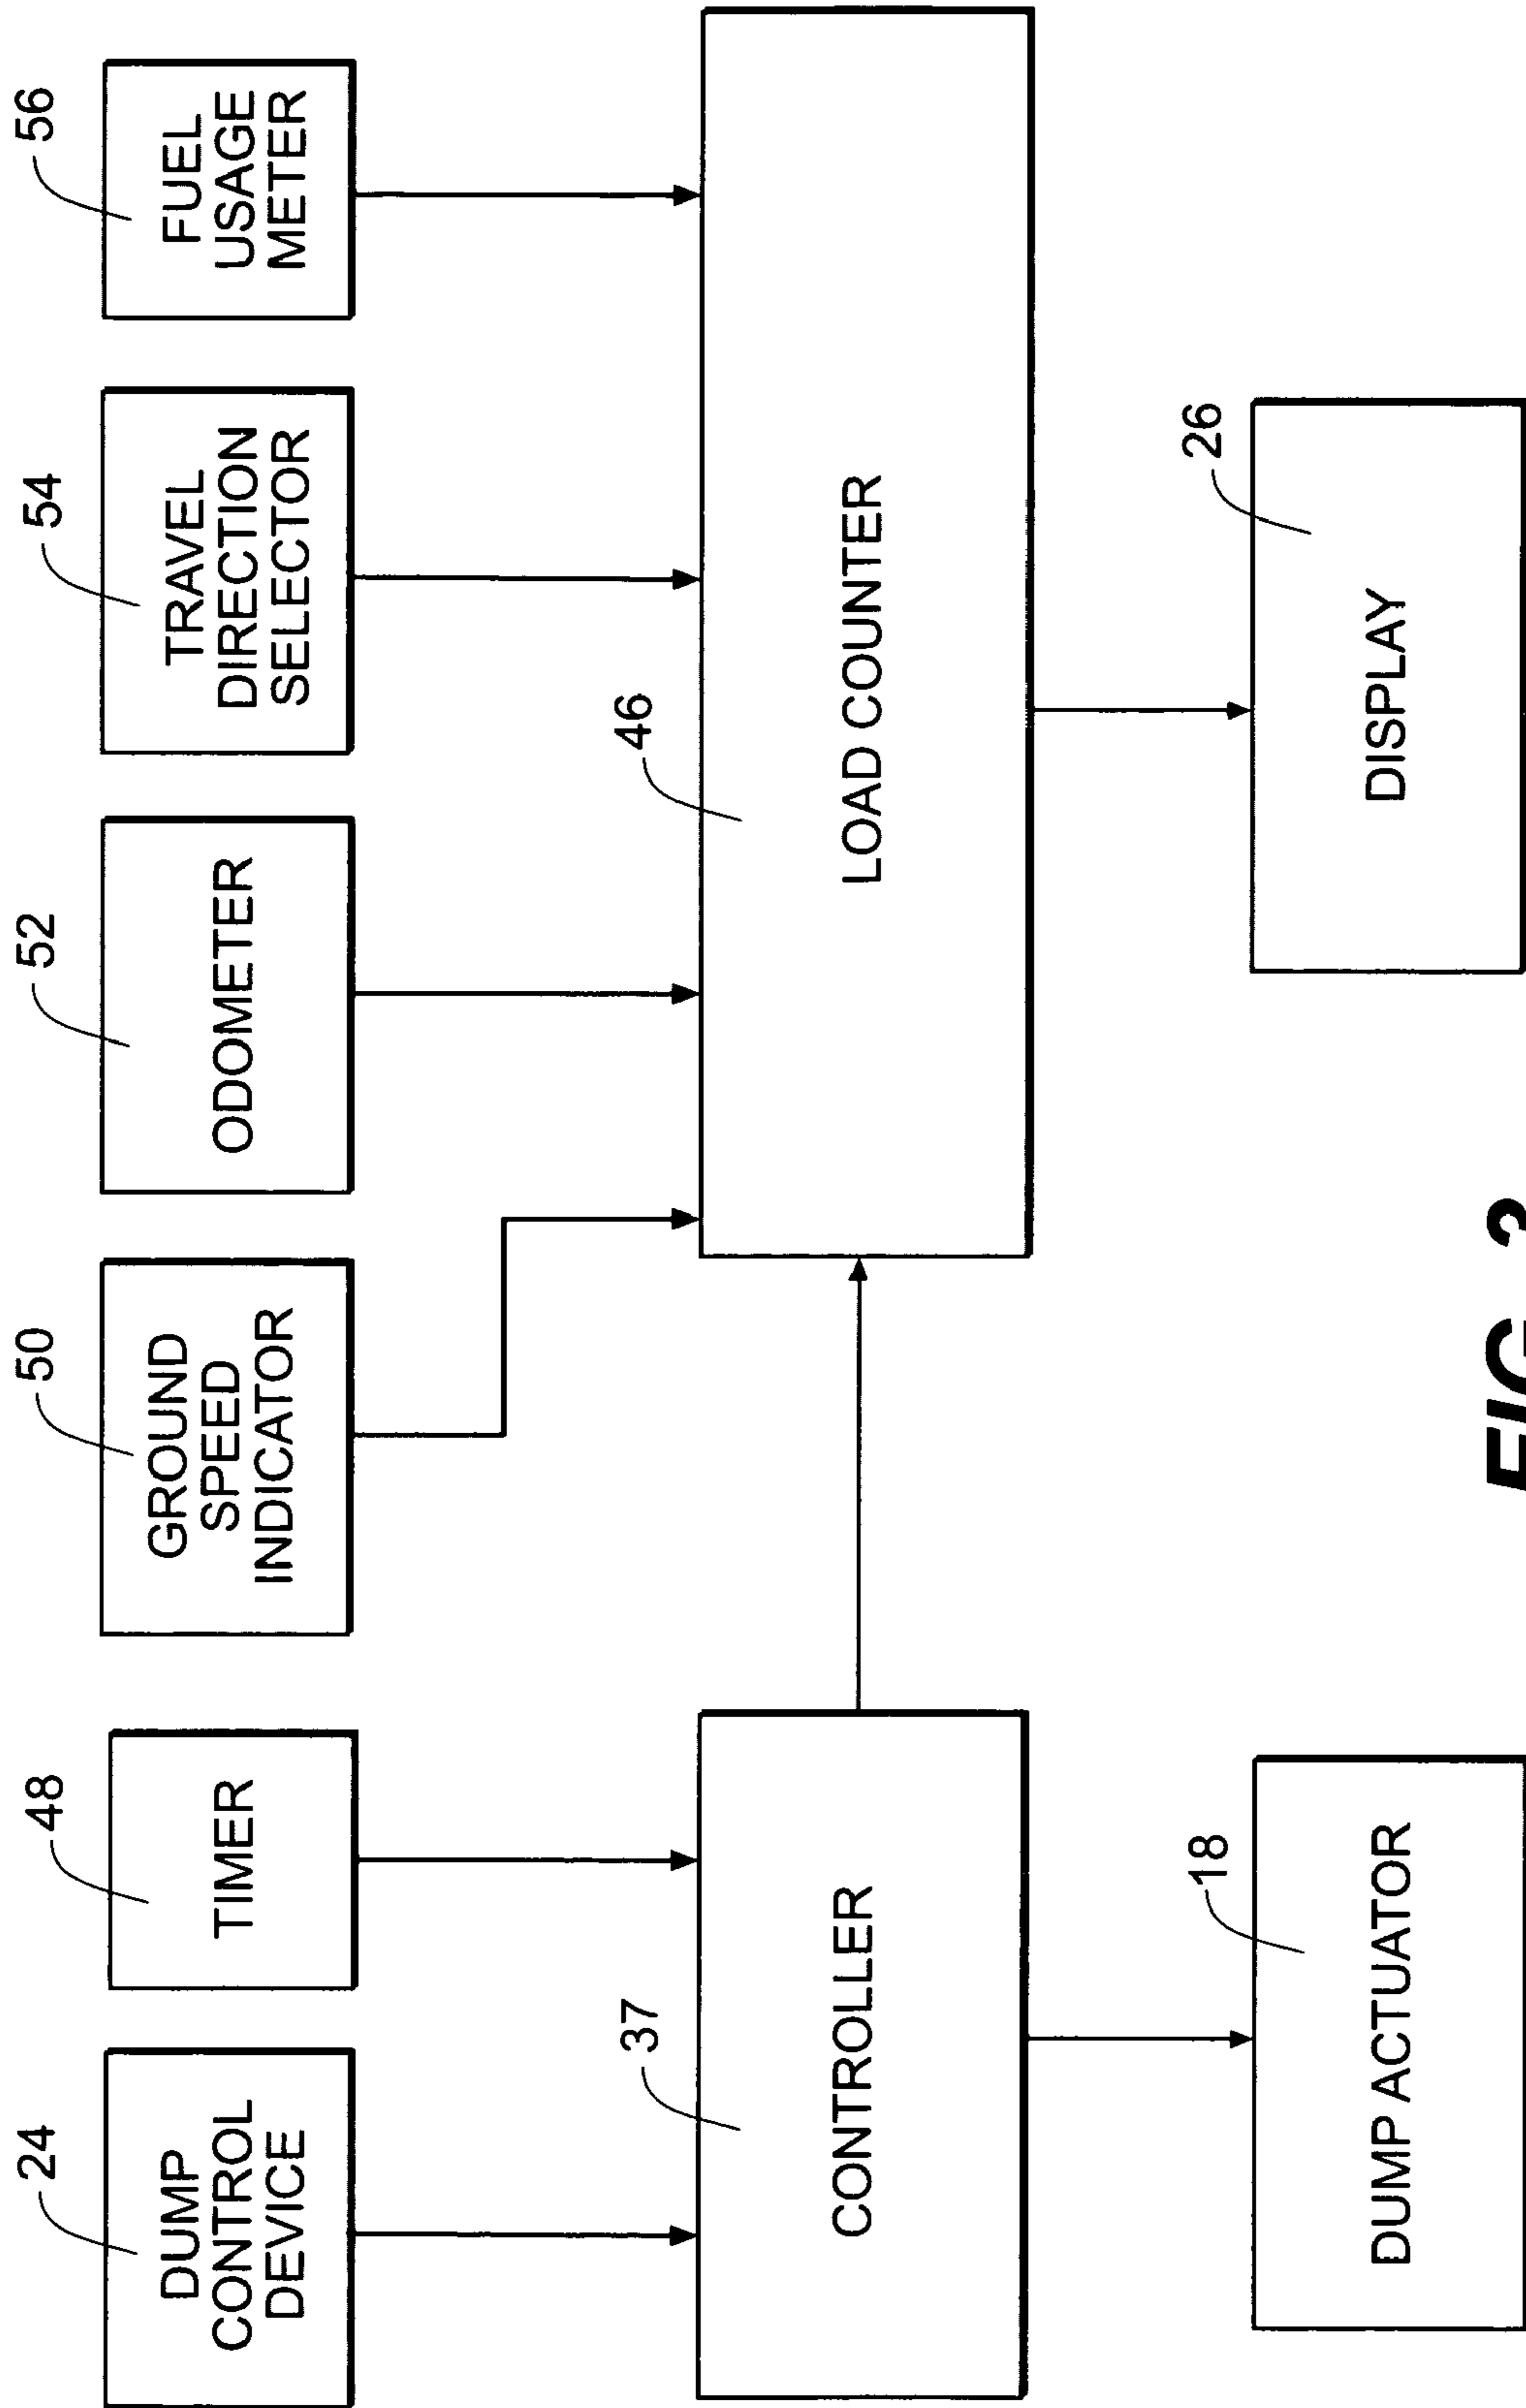 24
48
50
52
54
56
DUMP
CONTROL
DEVICE
TIMER
GROUND
SPEED
INDICATOR
ODOMETER
TRAVEL
DIRECTION
SELECTOR
FUEL
USAGE
METER
37
46
CONTROLLER
LOAD COUNTER
18
26
DUMP ACTUATOR
DISPLAY
FIG.